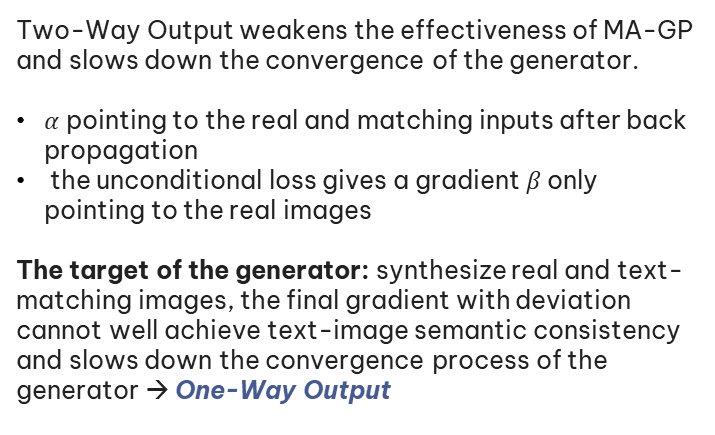 Two-Way Output weakens the effectiveness of MA-GP
and slows down the convergence of the generator.
• α pointing to the real and matching inputs after back
propagation
• the unconditional loss gives a gradient β only
pointing to the real images
The target of the generator: synthesize real and text-
matching images, the final gradient with deviation
cannot well achieve text-image semantic consistency
and slows down the convergence process of the
generator → One-Way Output